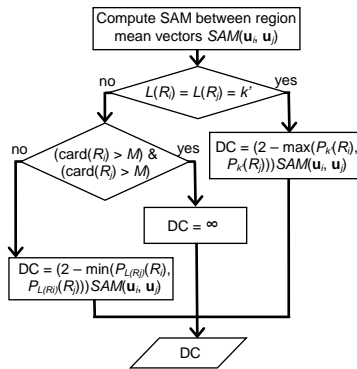 Compute SAM between region
mean vectors SAM(uᵢ, uⱼ)
no
yes
L(Rᵢ) = L(Rⱼ) = k'
no
yes
(card(Rᵢ) > M) &
(card(Rⱼ) > M)
DC = (2 – max(Pₖ'(Rᵢ),
Pₖ'(Rⱼ)))SAM(uᵢ, uⱼ)
DC = ∞
DC = (2 – min(P_L(Rj)(Rᵢ),
P_L(Ri)(Rⱼ)))SAM(uᵢ, uⱼ)
DC